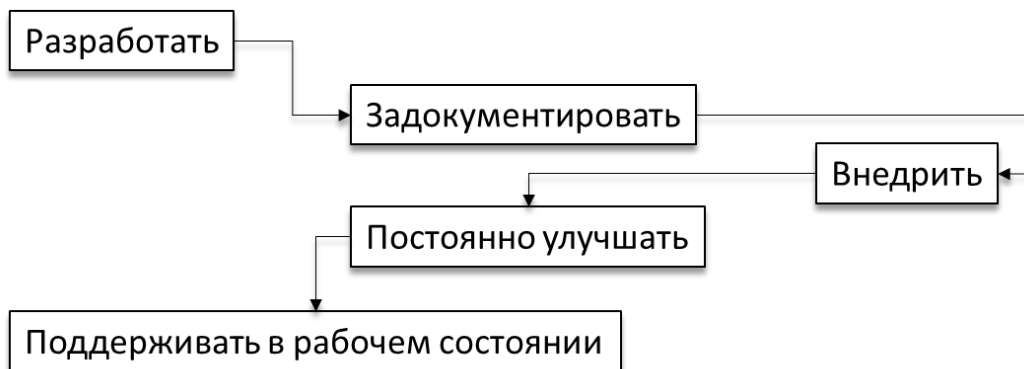 Разработать
Задокументировать
Внедрить
Постоянно улучшать
Поддерживать в рабочем состоянии